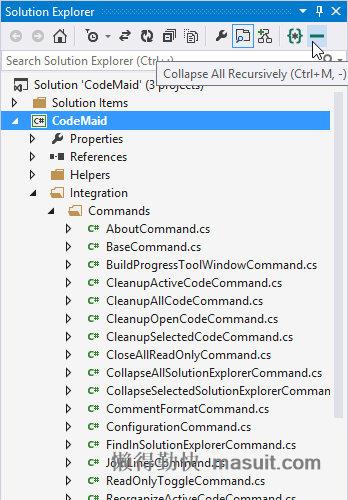 Solution Explorer
Search Solution Explorer (Ctrl+;)
Collapse All Recursively (Ctrl+M, -)
Solution 'CodeMaid' (3 projects)
Solution Items
C# CodeMaid
Properties
References
Helpers
Integration
Commands
C# AboutCommand.cs
C# BaseCommand.cs
C# BuildProgressToolWindowCommand.cs
C# CleanupActiveCodeCommand.cs
C# CleanupAllCodeCommand.cs
C# CleanupOpenCodeCommand.cs
C# CleanupSelectedCodeCommand.cs
C# CloseAllReadOnlyCommand.cs
C# CollapseAllSolutionExplorerCommand.cs
C# CollapseSelectedSolutionExplorerComman
C# CommentFormatCommand.cs
C# ConfigurationCommand.cs
C# FindInSolutionExplorerCommand.cs
C# JoinLinesCommand.cs
懒得勤快 masuit.com
C# ReadOnlyToggleCommand.cs
C# ReorganizeActiveCodeCommand.cs